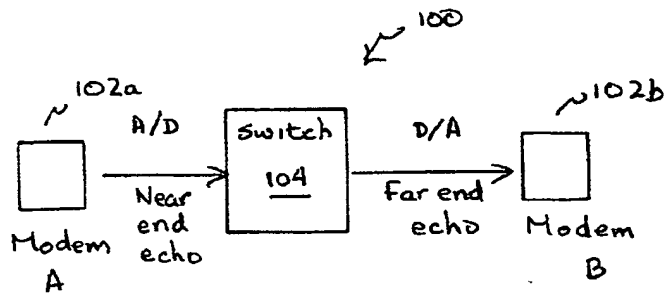 100
102a
A/D
Switch
104
D/A
102b
Near
end
echo
Far end
echo
Modem
A
Modem
B